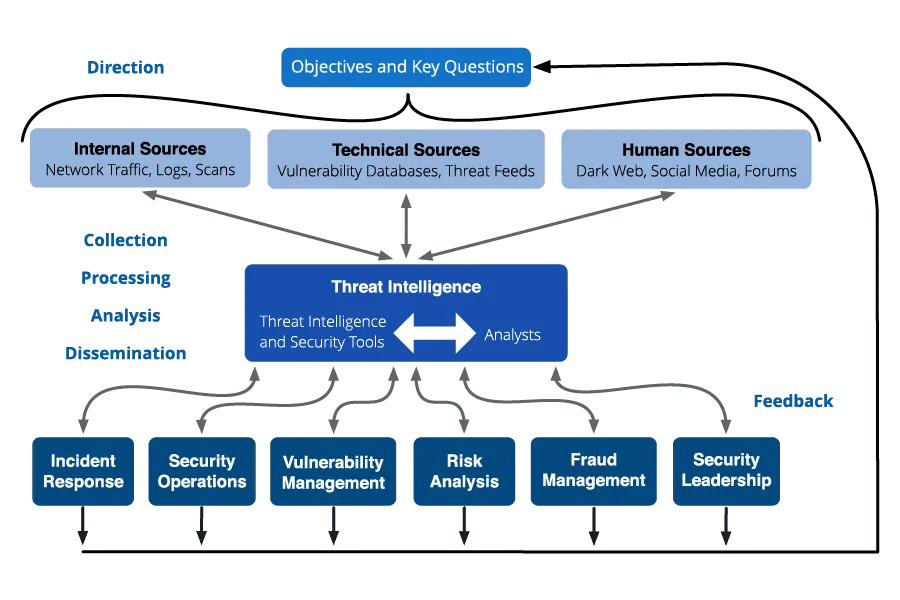 Direction
Objectives and Key Questions
Internal Sources
Network Traffic, Logs, Scans
Technical Sources
Vulnerability Databases, Threat Feeds
Human Sources
Dark Web, Social Media, Forums
Collection
Processing
Analysis
Dissemination
Threat Intelligence
Threat Intelligence
and Security Tools
Analysts
Feedback
Incident
Response
Security
Operations
Vulnerability
Management
Risk
Analysis
Fraud
Management
Security
Leadership